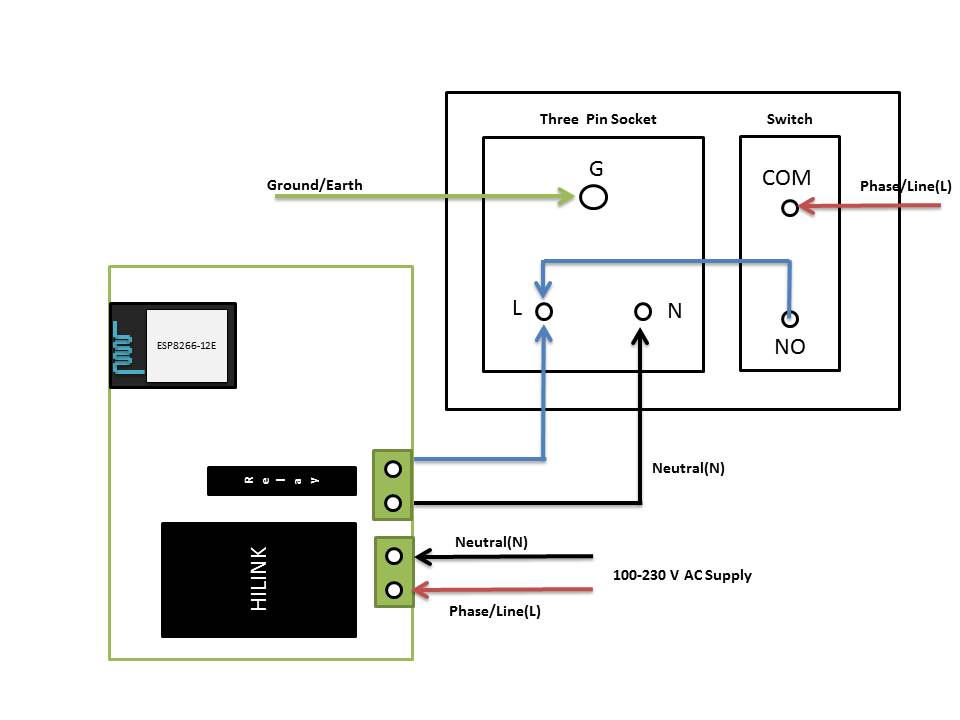 Three Pin Socket
Switch
G
COM
Ground/Earth
Phase/Line(L)
L
N
NO
ESP8266-12E
Relay
Neutral(N)
HILINK
Neutral(N)
100-230 V AC Supply
Phase/Line(L)